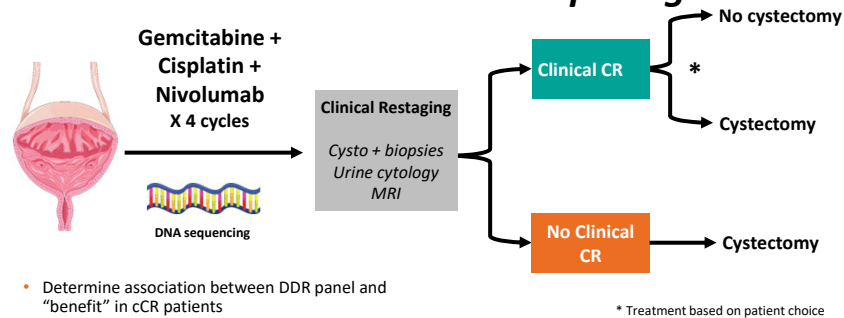 Gemcitabine +
Cisplatin +
Nivolumab
X 4 cycles
DNA sequencing
Clinical Restaging
Cysto + biopsies
Urine cytology
MRI
Clinical CR
No cystectomy
*
Cystectomy
No Clinical
CR
Cystectomy
• Determine association between DDR panel and
“benefit” in cCR patients
* Treatment based on patient choice